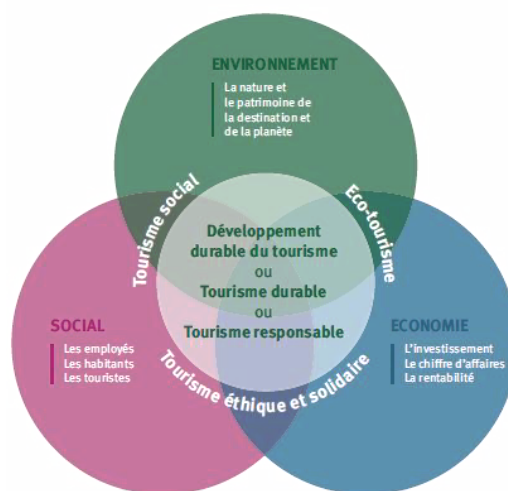 ENVIRONNEMENT
La nature et
le patrimoine de
la destination et
de la planète
Tourisme social
Eco-tourisme
Développement
durable du tourisme
ou
Tourisme durable
ou
Tourisme responsable
SOCIAL
Les employés
Les habitants
Les touristes
ECONOMIE
L'investissement
Le chiffre d'affaires
La rentabilité
Tourisme éthique et solidaire